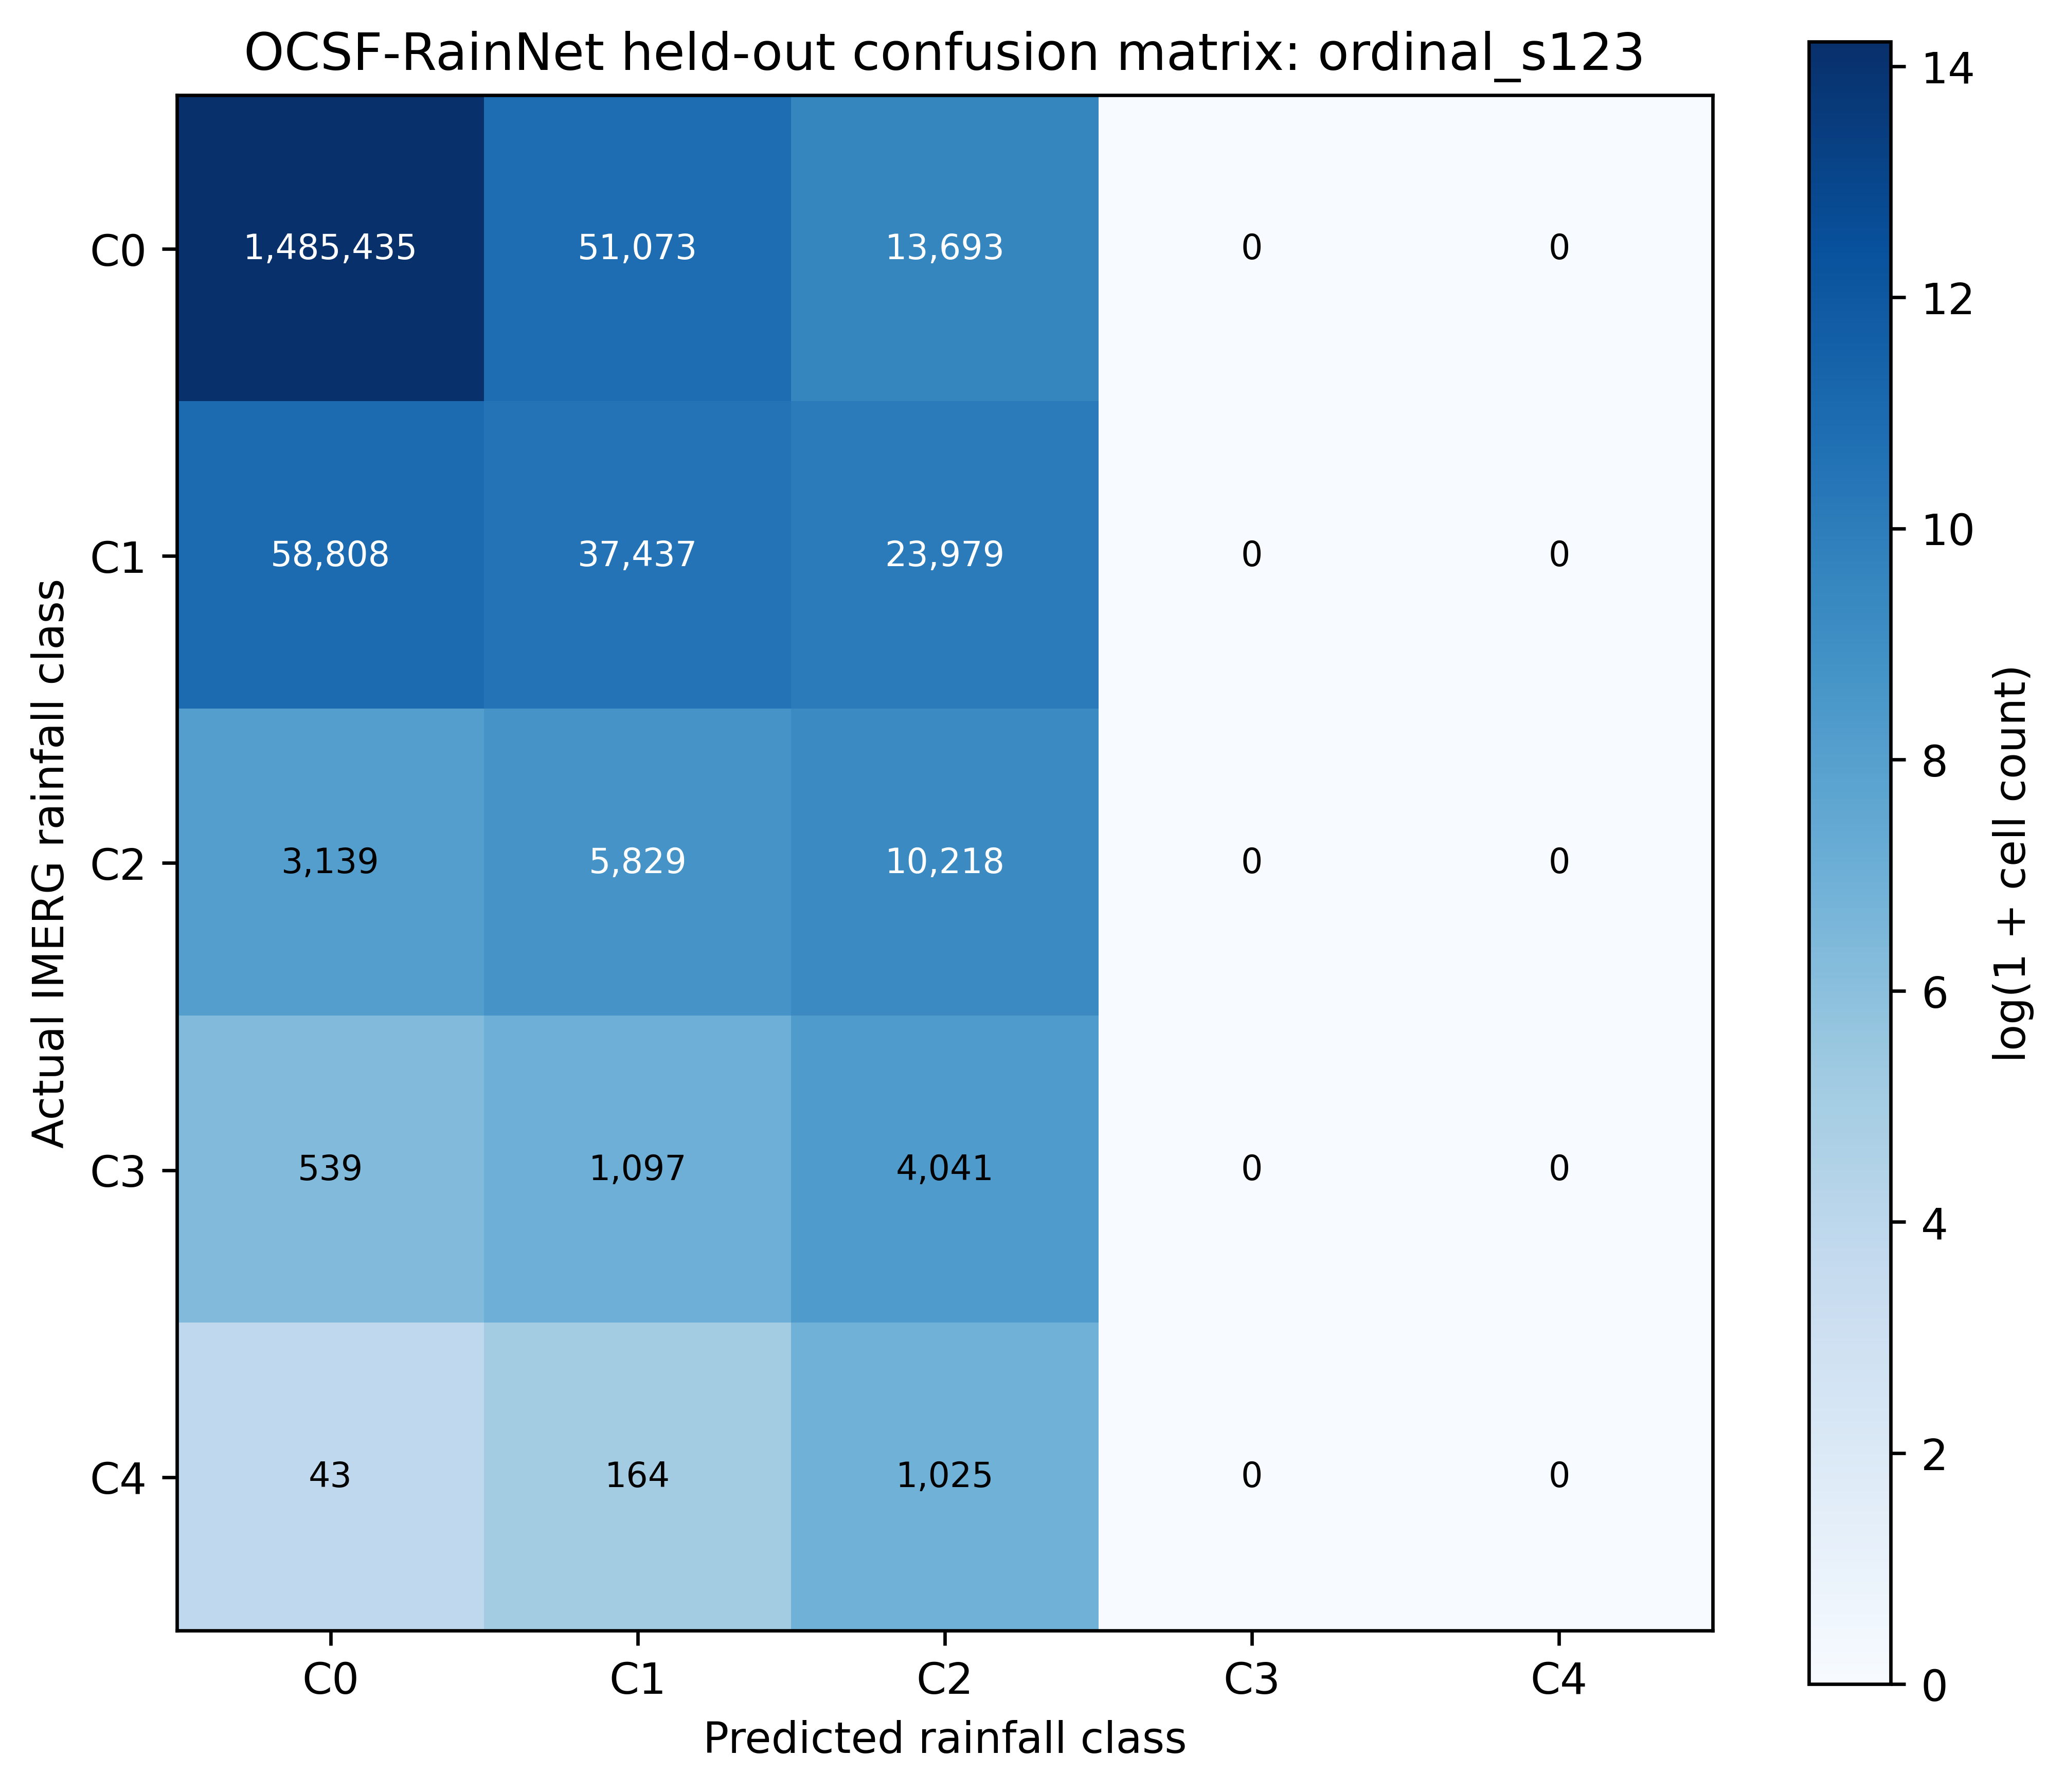 OCSF-RainNet held-out confusion matrix: ordinal_s123
Actual IMERG rainfall class
C0
1,485,435
51,073
13,693
0
0
C1
58,808
37,437
23,979
0
0
C2
3,139
5,829
10,218
0
0
C3
539
1,097
4,041
0
0
C4
43
164
1,025
0
0
C0
C1
C2
C3
C4
Predicted rainfall class
14
12
10
8
6
4
2
0
log(1 + cell count)